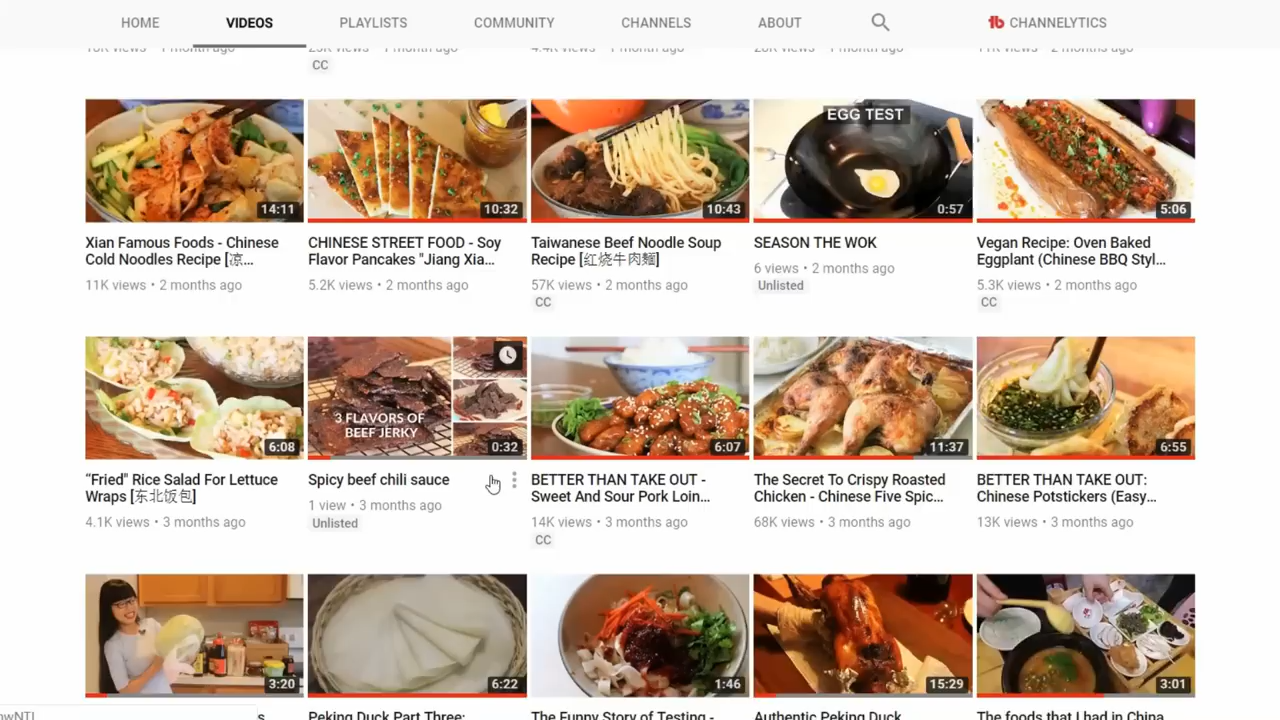 HOME
VIDEOS
PLAYLISTS
COMMUNITY
CHANNELS
ABOUT
CHANNELYTICS
CC
14:11
10:32
10:43
EGG TEST
0:57
5:06
Xian Famous Foods - Chinese
Cold Noodles Recipe [凉...
11K views • 2 months ago
CHINESE STREET FOOD - Soy
Flavor Pancakes "Jiang Xia...
5.2K views • 2 months ago
Taiwanese Beef Noodle Soup
Recipe [红烧牛肉麵]
57K views • 2 months ago
CC
SEASON THE WOK
6 views • 2 months ago
Unlisted
Vegan Recipe: Oven Baked
Eggplant (Chinese BBQ Styl...
5.3K views • 2 months ago
CC
6:08
3 FLAVORS OF
BEEF JERKY
0:32
6:07
11:37
6:55
“Fried" Rice Salad For Lettuce
Wraps [东北饭包]
4.1K views • 3 months ago
Spicy beef chili sauce
1 view • 3 months ago
Unlisted
BETTER THAN TAKE OUT -
Sweet And Sour Pork Loin...
14K views • 3 months ago
CC
The Secret To Crispy Roasted
Chicken - Chinese Five Spic...
68K views • 3 months ago
BETTER THAN TAKE OUT:
Chinese Potstickers (Easy...
13K views • 3 months ago
3:20
6:22
1:46
15:29
3:01
Peking Duck Part Three:
The Funny Story of Testing -
Authentic Peking Duck
The foods that I had in China